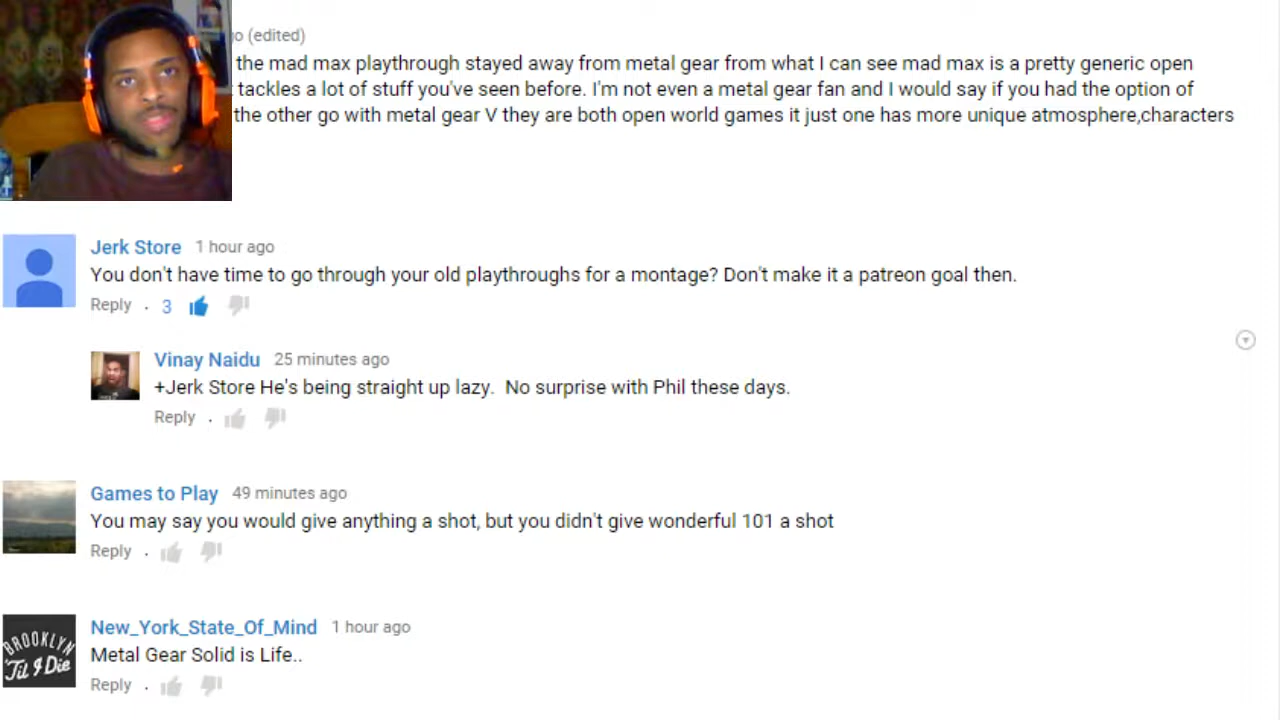 o (edited)
the mad max playthrough stayed away from metal gear from what I can see mad max is a pretty generic open
tackles a lot of stuff you've seen before. I'm not even a metal gear fan and I would say if you had the option of
the other go with metal gear V they are both open world games it just one has more unique atmosphere,characters
Jerk Store 1 hour ago
You don't have time to go through your old playthroughs for a montage? Don't make it a patreon goal then.
Reply . 3
Vinay Naidu 25 minutes ago
+Jerk Store He's being straight up lazy. No surprise with Phil these days.
Reply .
Games to Play 49 minutes ago
You may say you would give anything a shot, but you didn't give wonderful 101 a shot
Reply .
BROOKLYN
'Til I Die
New_York_State_Of_Mind 1 hour ago
Metal Gear Solid is Life..
Reply .